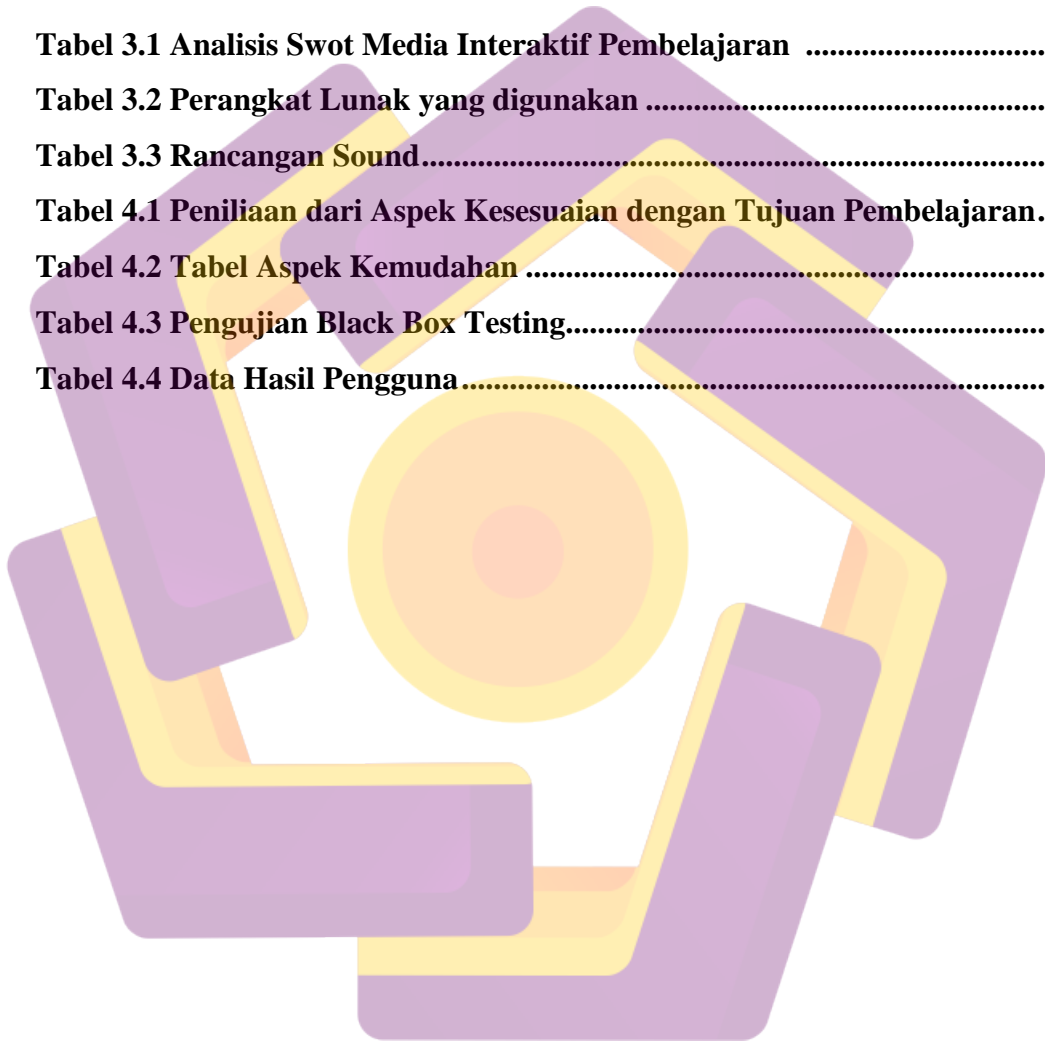 Tabel 3.1 Analisis Swot Media Interaktif Pembelajaran ..............................
Tabel 3.2 Perangkat Lunak yang digunakan ..................................................
Tabel 3.3 Rancangan Sound..............................................................................
Tabel 4.1 Peniliaan dari Aspek Kesesuaian dengan Tujuan Pembelajaran.
Tabel 4.2 Tabel Aspek Kemudahan .................................................................
Tabel 4.3 Pengujian Black Box Testing............................................................
Tabel 4.4 Data Hasil Pengguna.........................................................................